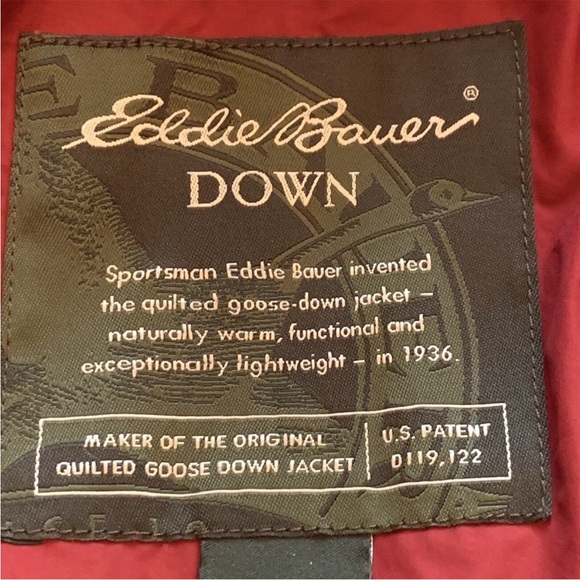 Eddie Bauer ®
DOWN
Sportsman Eddie Bauer invented
the quilted goose-down jacket –
naturally warm, functional and
exceptionally lightweight – in 1936.
MAKER OF THE ORIGINAL
QUILTED GOOSE DOWN JACKET
U.S. PATENT
D119,122